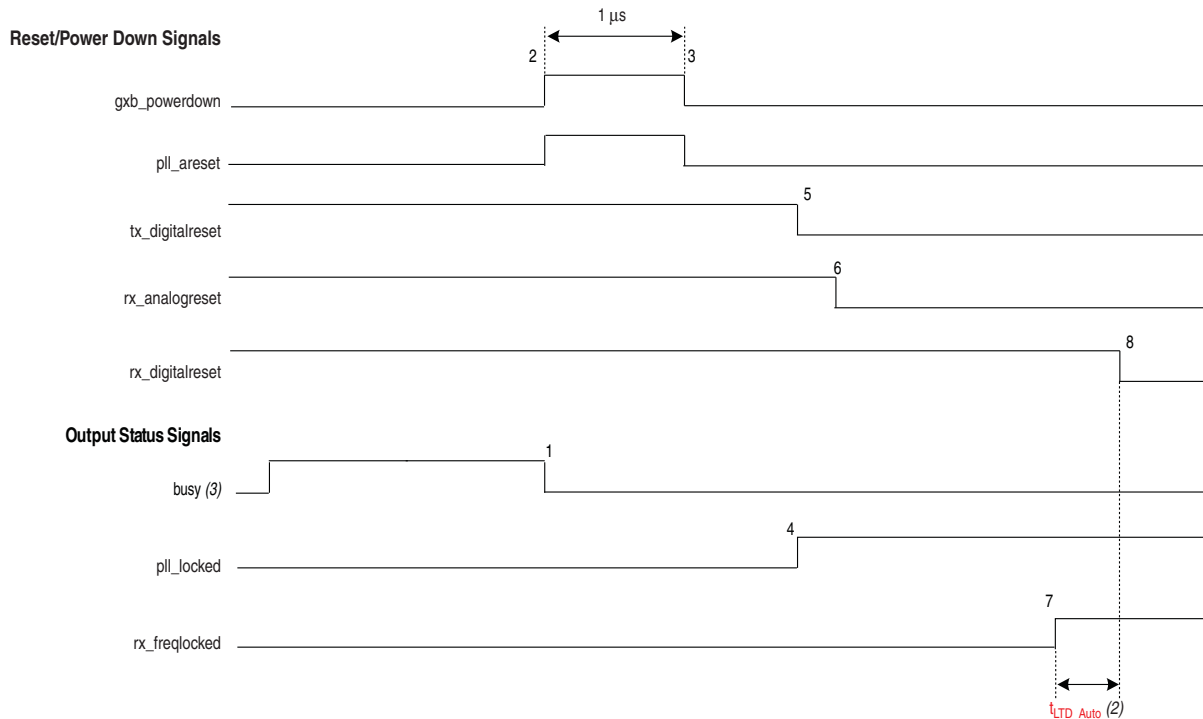 1 μs
Reset/Power Down Signals
2
3
gxb_powerdown
pll_areset
5
tx_digitalreset
6
rx_analogreset
8
rx_digitalreset
Output Status Signals
1
busy (3)
4
pll_locked
7
rx_freqlocked
tLTD_Auto (2)